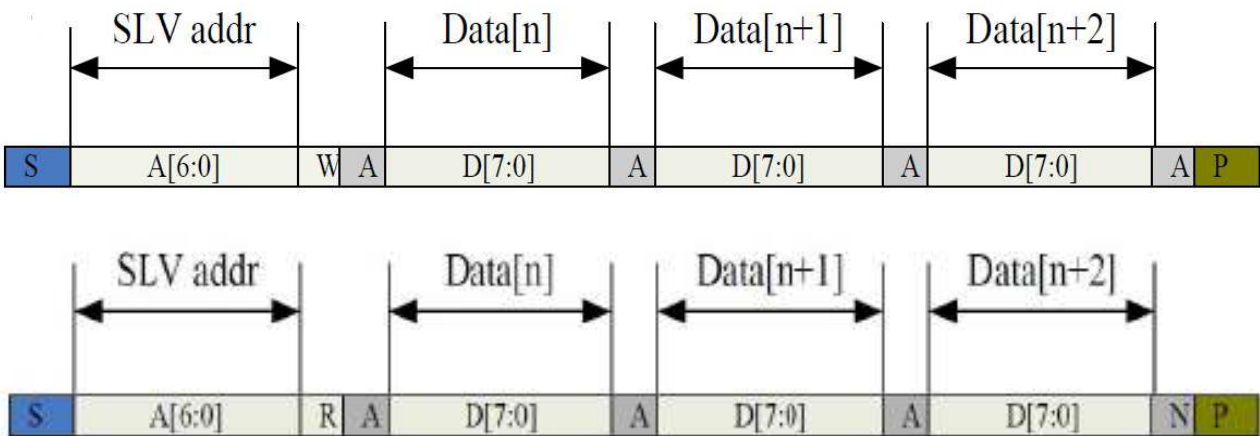 SLV addr Data[n] Data[n+1] Data[n+2]
S A[6:0] W A D[7:0] A D[7:0] A D[7:0] A P
SLV addr Data[n] Data[n+1] Data[n+2]
S A[6:0] R A D[7:0] A D[7:0] A D[7:0] N P